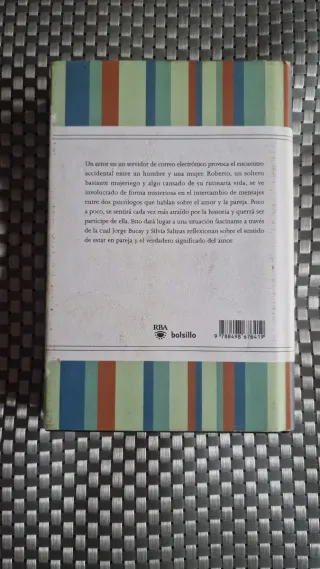 Un error en un servidor de correo electrónico provoca el encuentro
accidental entre un hombre y una mujer. Roberto, un soltero
bastante mujeriego y algo cansado de su rutinaria vida, se ve
involucrado de forma misteriosa en el intercambio de mensajes
entre dos psicólogos que hablan sobre el amor y la pareja. Poco
a poco, se sentirá cada vez más atraído por la historia y querrá ser
partícipe de ella. Esto dará lugar a una situación fascinante a través
de la cual Jorge Bucay y Silvia Salinas reflexionan sobre el sentido
de estar en pareja y el verdadero significado del amor.
RBA
bolsillo
9 788498 678419